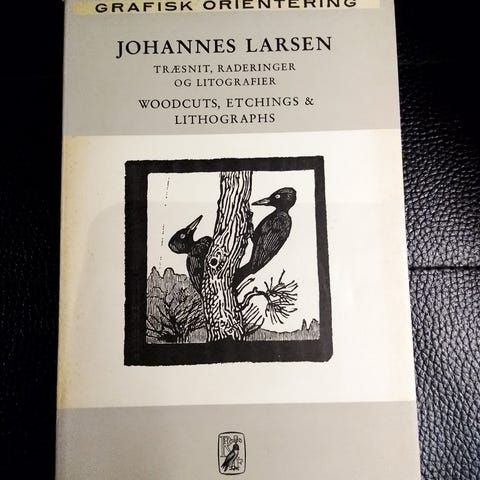 GRAFISK ORIENTERING
JOHANNES LARSEN
TRÆSNIT, RADERINGER
OG LITOGRAFIER
WOODCUTS, ETCHINGS &
LITHOGRAPHS